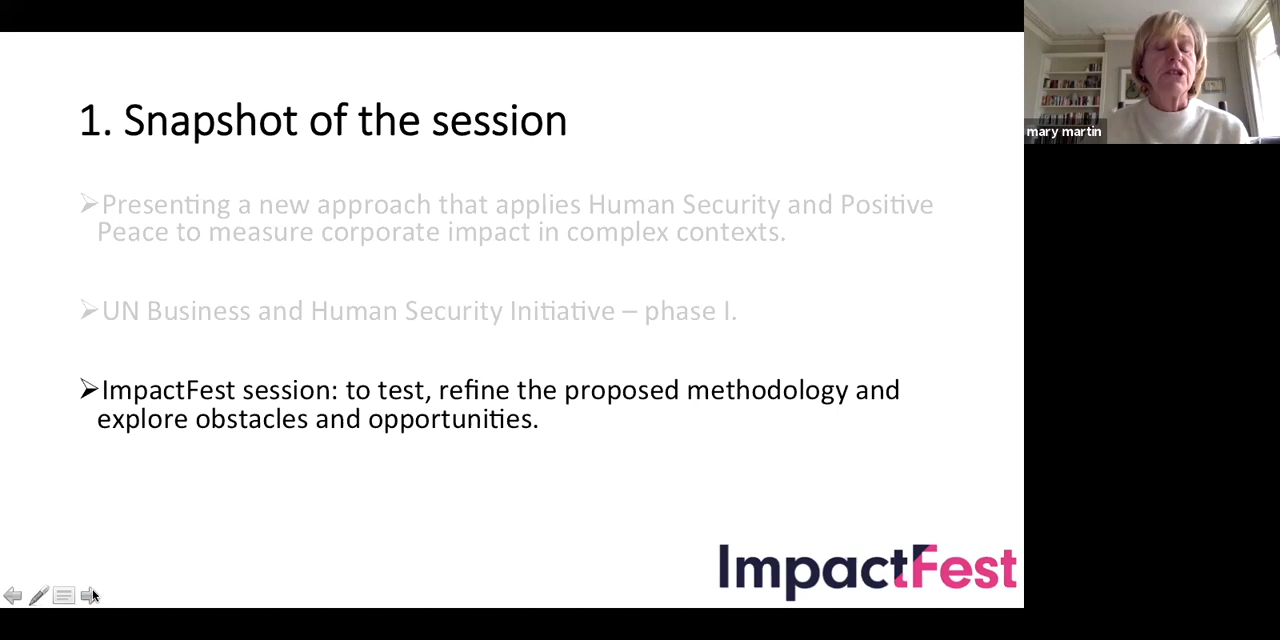 1. Snapshot of the session
➢Presenting a new approach that applies Human Security and Positive
Peace to measure corporate impact in complex contexts.
➢UN Business and Human Security Initiative – phase I.
➢ImpactFest session: to test, refine the proposed methodology and
explore obstacles and opportunities.
ImpactFest
mary martin